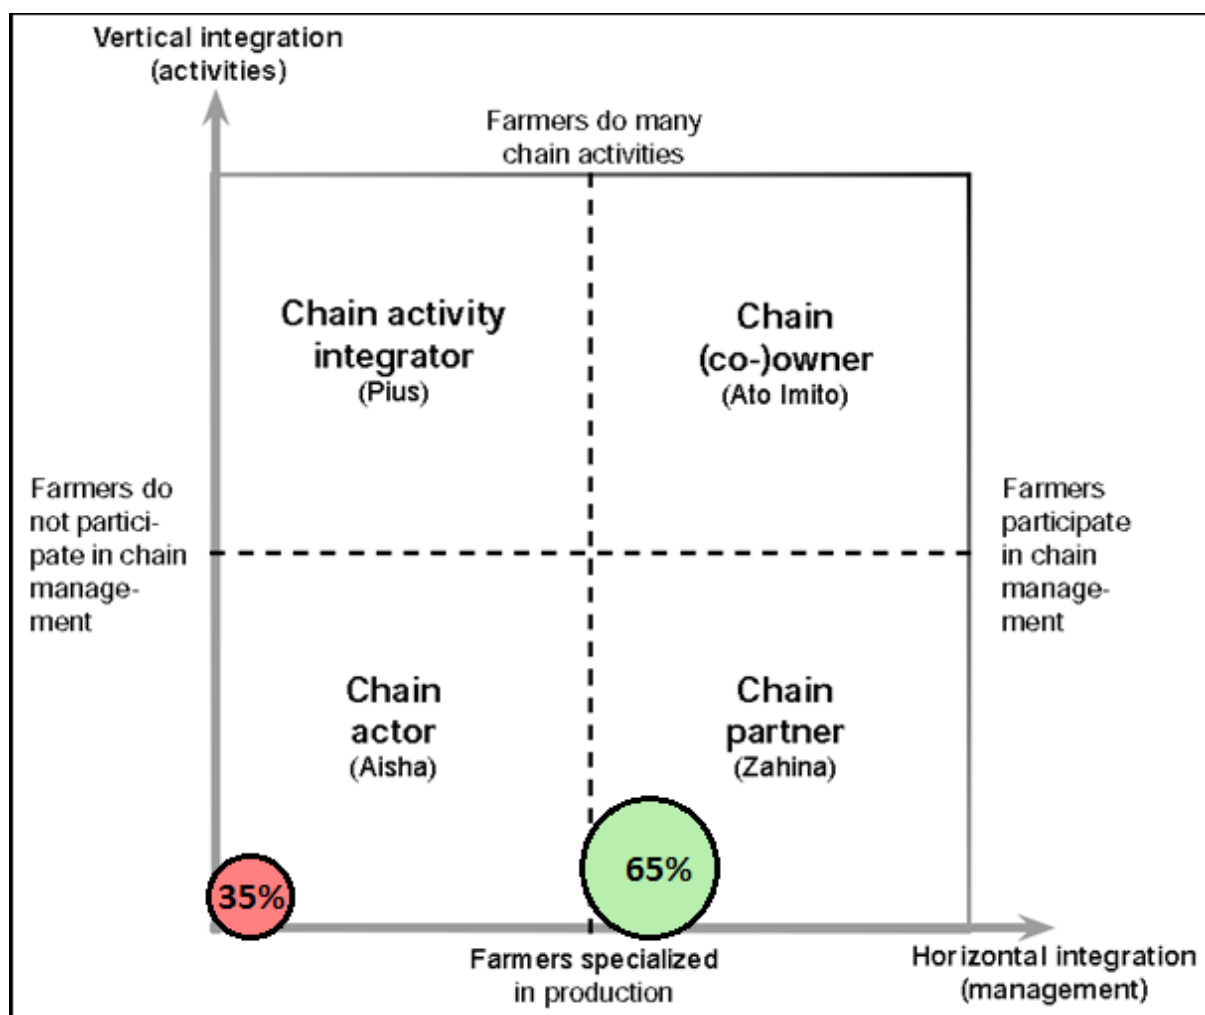 Vertical integration
(activities)
Farmers do many
chain activities
Chain activity
integrator
(Pius)
Chain
(co-)owner
(Ato Imito)
Farmers do
not partici-
pate in chain
manage-
ment
Farmers
participate
in chain
manage-
ment
Chain
actor
(Aisha)
Chain
partner
(Zahina)
35%
65%
Farmers specialized
in production
Horizontal integration
(management)